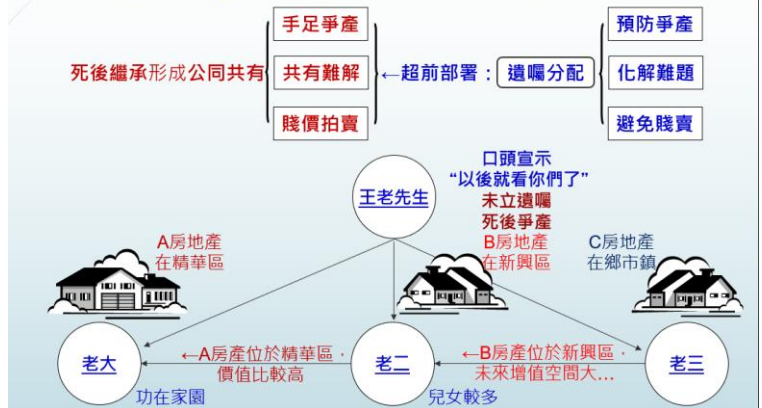 手足爭產
預防爭產
死後繼承形成公同共有
共有難解
←超前部署：
遺囑分配
化解難題
賤價拍賣
避免賤賣
王老先生
口頭宣示
“以後就看你們了”
未立遺囑
死後爭產
A房地產
在精華區
B房地產
在新興區
C房地產
在鄉市鎮
老大
←A房產位於精華區，
價值比較高
老二
←B房產位於新興區，
未來增值空間大…
老三
功在家園
兒女較多